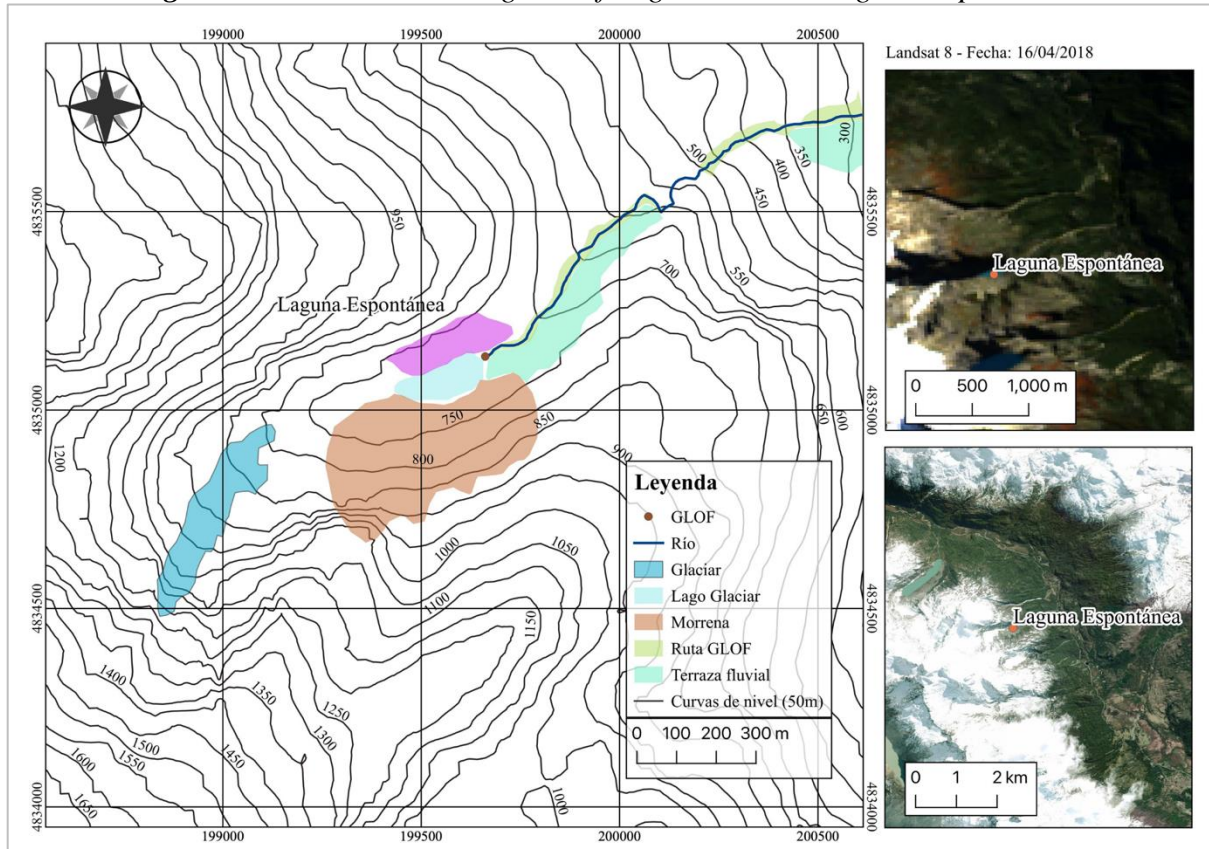 199000
199500
200000
200500
4835500
4835000
4834500
4834000
4835500
4835000
4834500
4834000
199000
199500
200000
200500
Laguna Espontánea
950
500
400
350
300
450
700
550
650
600
750
850
800
900
1200
1000
1050
1100
1150
1400
1350
1250
1300
1500
1450
1600
1550
1650
1000
Leyenda
GLOF
Río
Glaciar
Lago Glaciar
Morrena
Ruta GLOF
Terraza fluvial
Curvas de nivel (50m)
0 100 200 300 m
Landsat 8 - Fecha: 16/04/2018
Laguna Espontánea
0 500 1,000 m
Laguna Espontánea
0 1 2 km